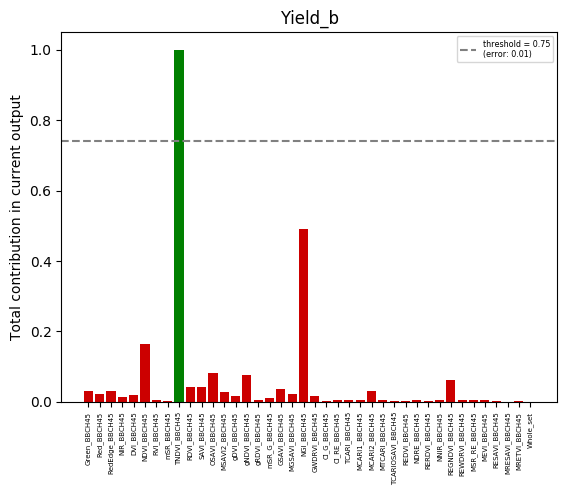 Yield_b
threshold = 0.75
(error: 0.01)
Total contribution in current output
1.0
0.8
0.6
0.4
0.2
0.0
Green_BBCH45
Red_BBCH45
RedEdge_BBCH45
NIR_BBCH45
DVI_BBCH45
NDVI_BBCH45
RVI_BBCH45
mSR_BBCH45
TNDVI_BBCH45
RDVI_BBCH45
SAVI_BBCH45
OSAVI_BBCH45
MSAVI2_BBCH45
gDVI_BBCH45
gNDVI_BBCH45
gRDVI_BBCH45
mSR_G_BBCH45
GSAVI_BBCH45
MGSAVI_BBCH45
NGI_BBCH45
GWDRVI_BBCH45
CI_G_BBCH45
CI_RE_BBCH45
TCARI_BBCH45
MCARI1_BBCH45
MCARI2_BBCH45
MTCARI_BBCH45
TCARIOSAVI_BBCH45
REDVI_BBCH45
NDRE_BBCH45
RERDVI_BBCH45
NNIR_BBCH45
REGNDVI_BBCH45
REWDRVI_BBCH45
MSR_RE_BBCH45
MEVI_BBCH45
RESAVI_BBCH45
MRESAVI_BBCH45
MRETVI_BBCH45
Whole_set